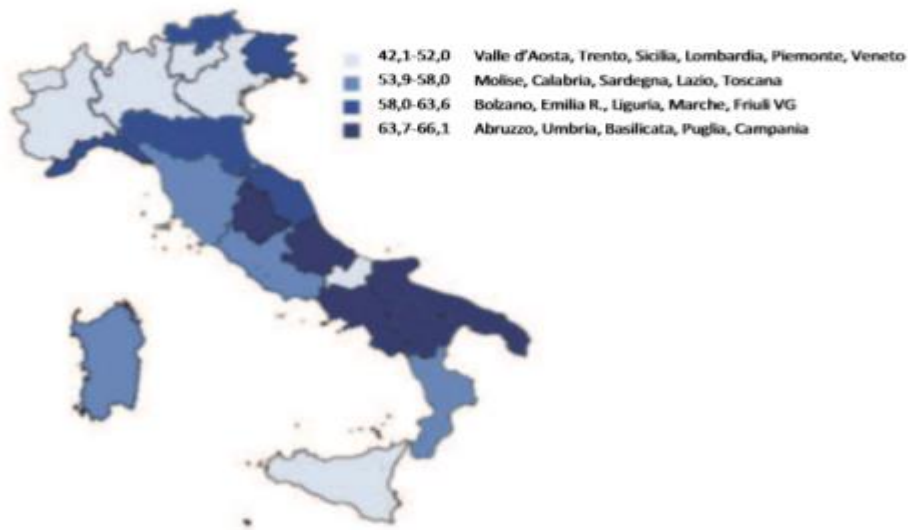 42,1-52,0 Valle d'Aosta, Trento, Sicilia, Lombardia, Piemonte, Veneto
53,9-58,0 Molise, Calabria, Sardegna, Lazio, Toscana
58,0-63,6 Bolzano, Emilia R., Liguria, Marche, Friuli VG
63,7-66,1 Abruzzo, Umbria, Basilicata, Puglia, Campania